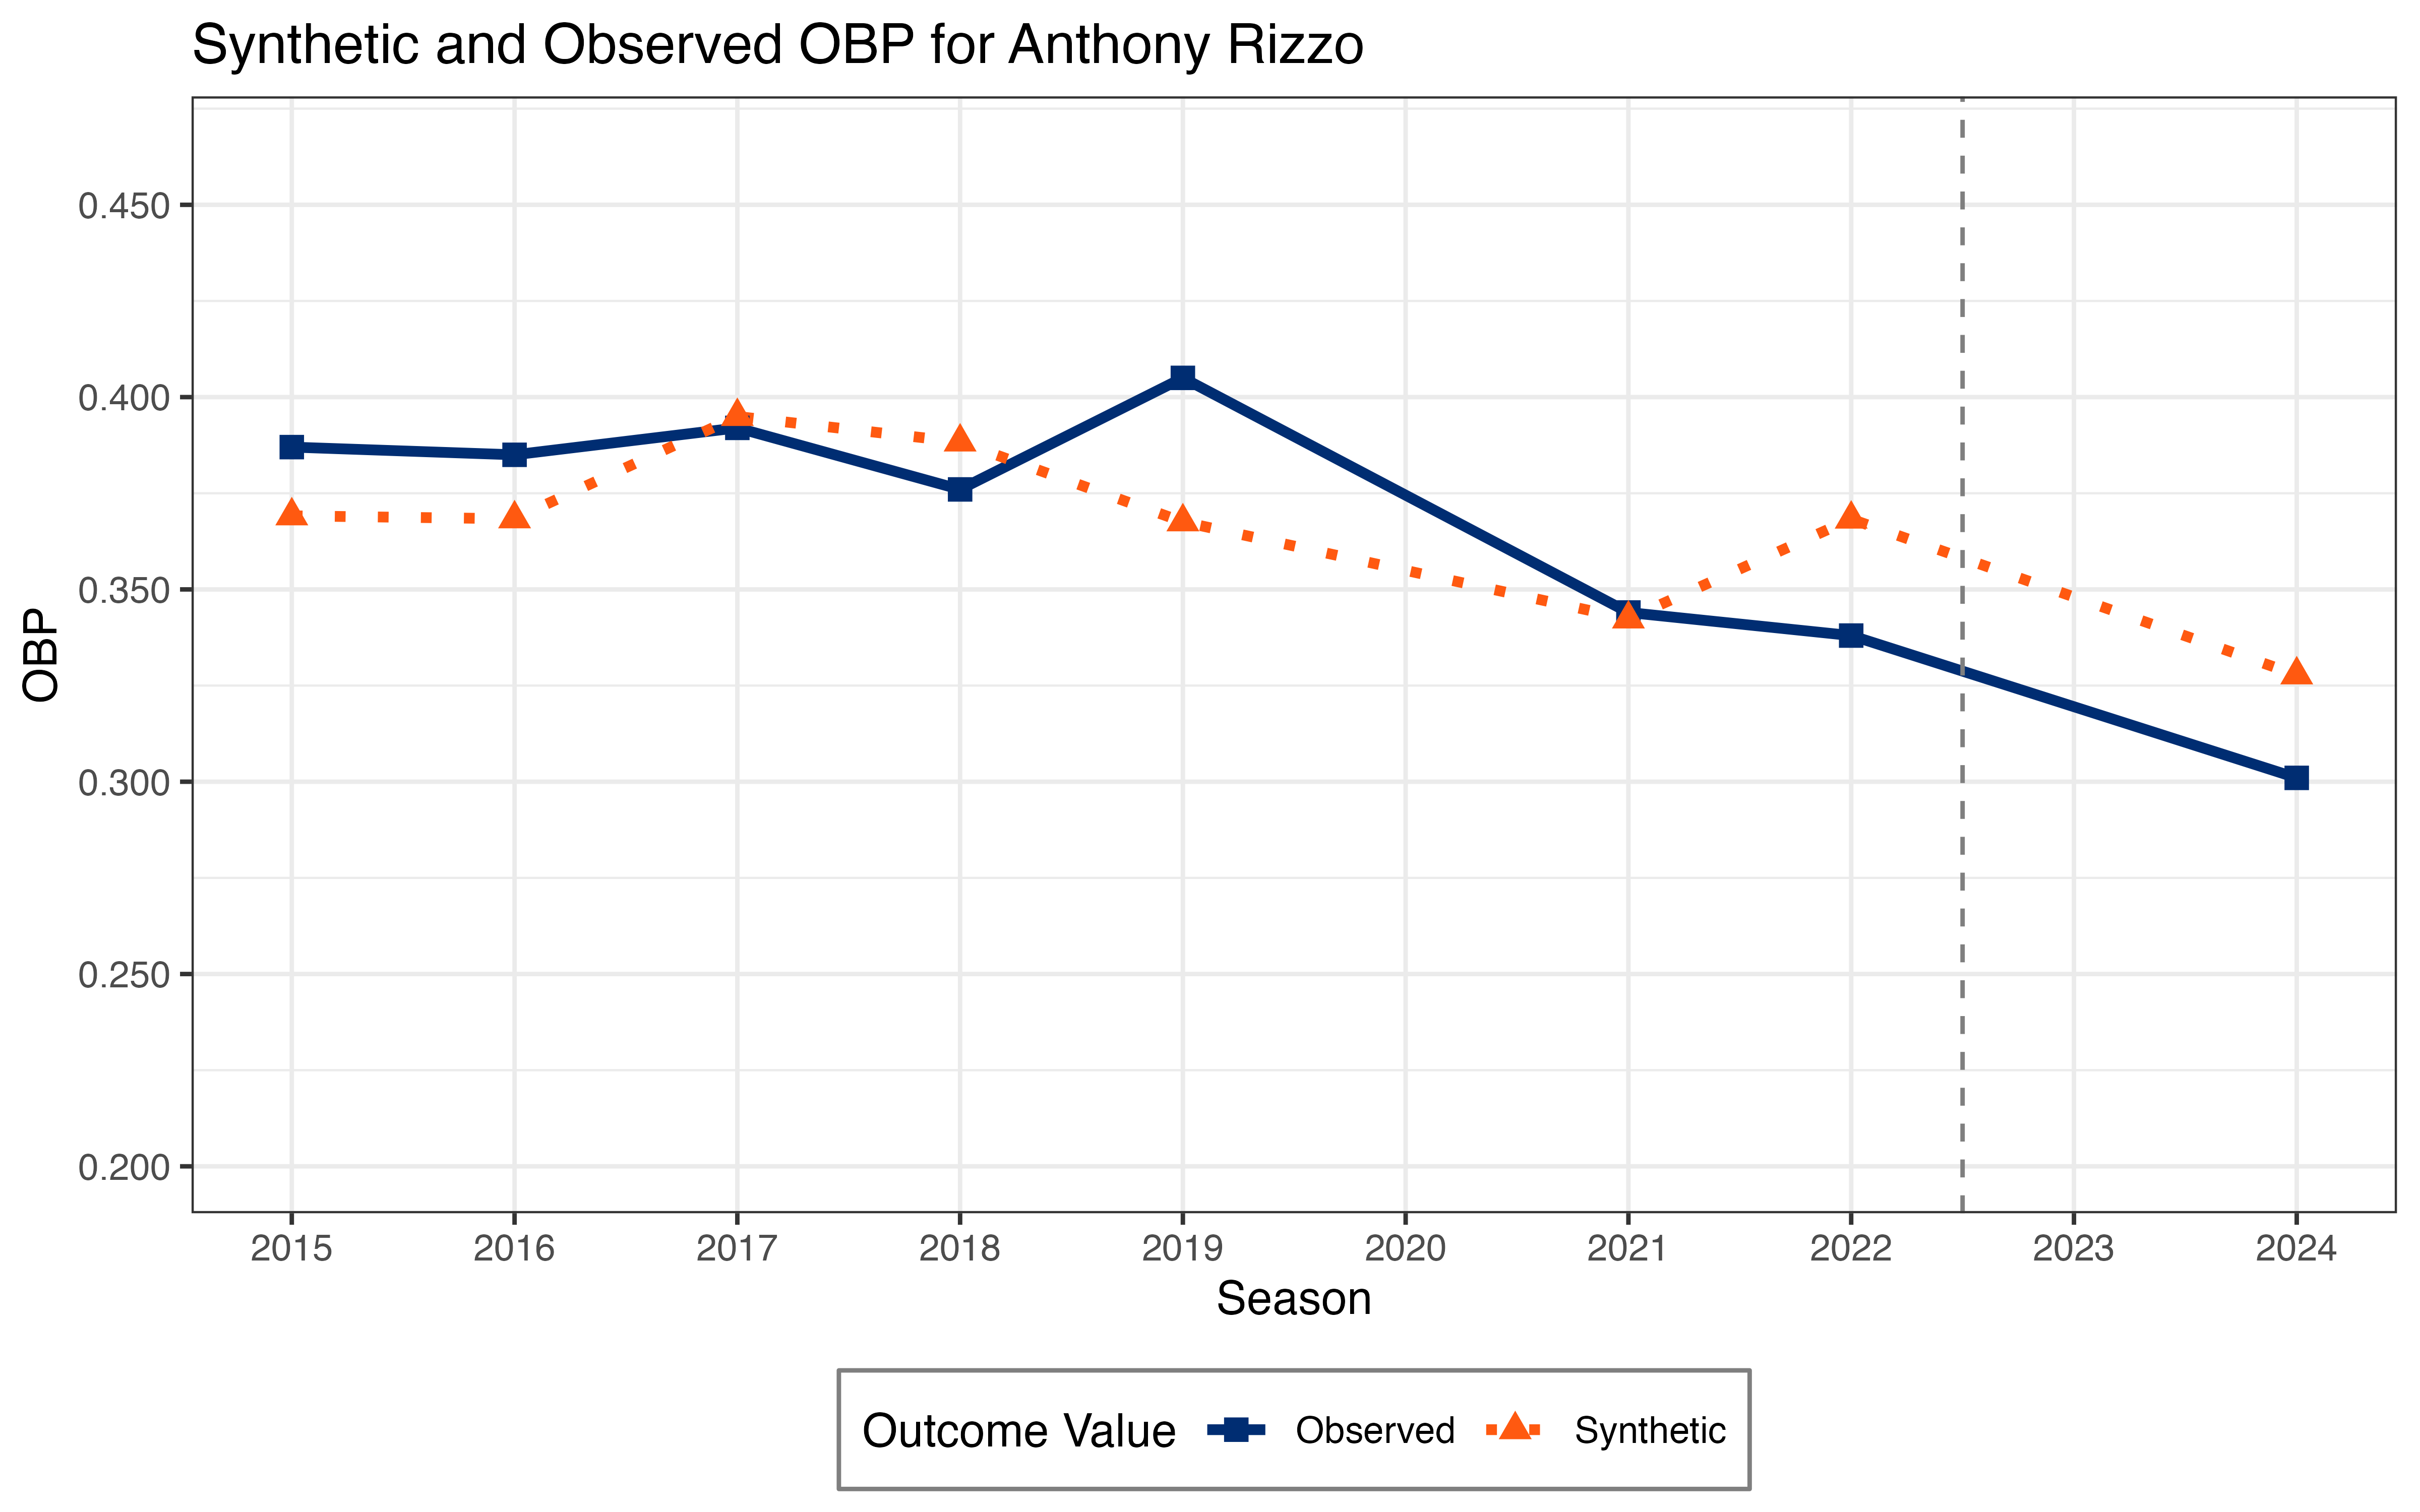 Synthetic and Observed OBP for Anthony Rizzo
OBP
0.450
0.400
0.350
0.300
0.250
0.200
2015 2016 2017 2018 2019 2020 2021 2022 2023 2024
Season
Outcome Value Observed Synthetic